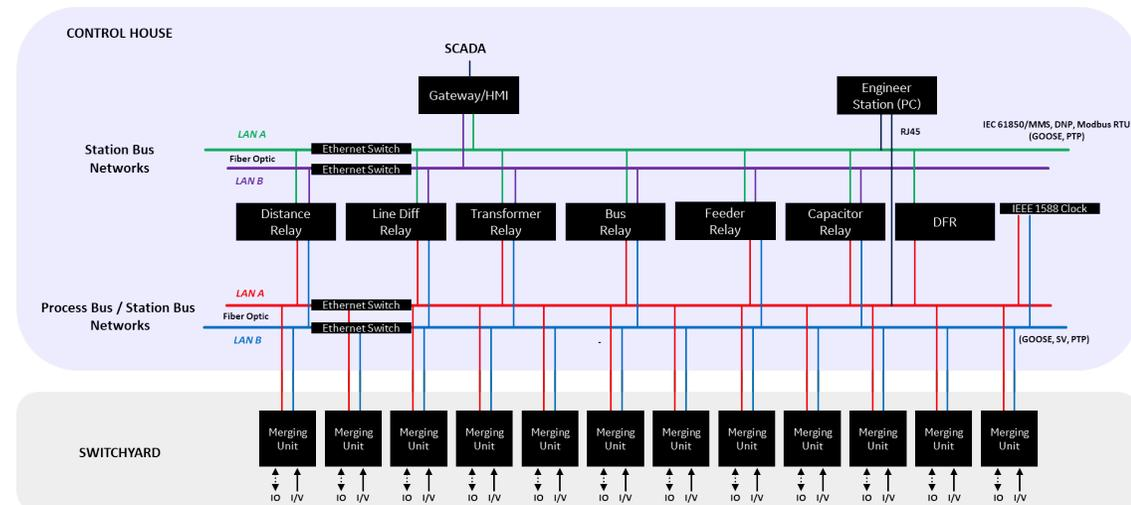 CONTROL HOUSE
SCADA
Gateway/HMI
Engineer
Station (PC)
LAN A
RJ45
IEC 61850/MMS, DNP, Modbus RTU
(GOOSE, PTP)
Station Bus
Networks
Ethernet Switch
Fiber Optic
Ethernet Switch
LAN B
Distance
Relay
Line Diff
Relay
Transformer
Relay
Bus
Relay
Feeder
Relay
Capacitor
Relay
DFR
IEEE 1588 Clock
LAN A
Process Bus / Station Bus
Networks
Ethernet Switch
Fiber Optic
Ethernet Switch
LAN B
-
(GOOSE, SV, PTP)
SWITCHYARD
Merging
Unit
Merging
Unit
Merging
Unit
Merging
Unit
Merging
Unit
Merging
Unit
Merging
Unit
Merging
Unit
Merging
Unit
Merging
Unit
Merging
Unit
Merging
Unit
IO I/V IO I/V IO I/V IO I/V IO I/V IO I/V IO I/V IO I/V IO I/V IO I/V IO I/V IO I/V